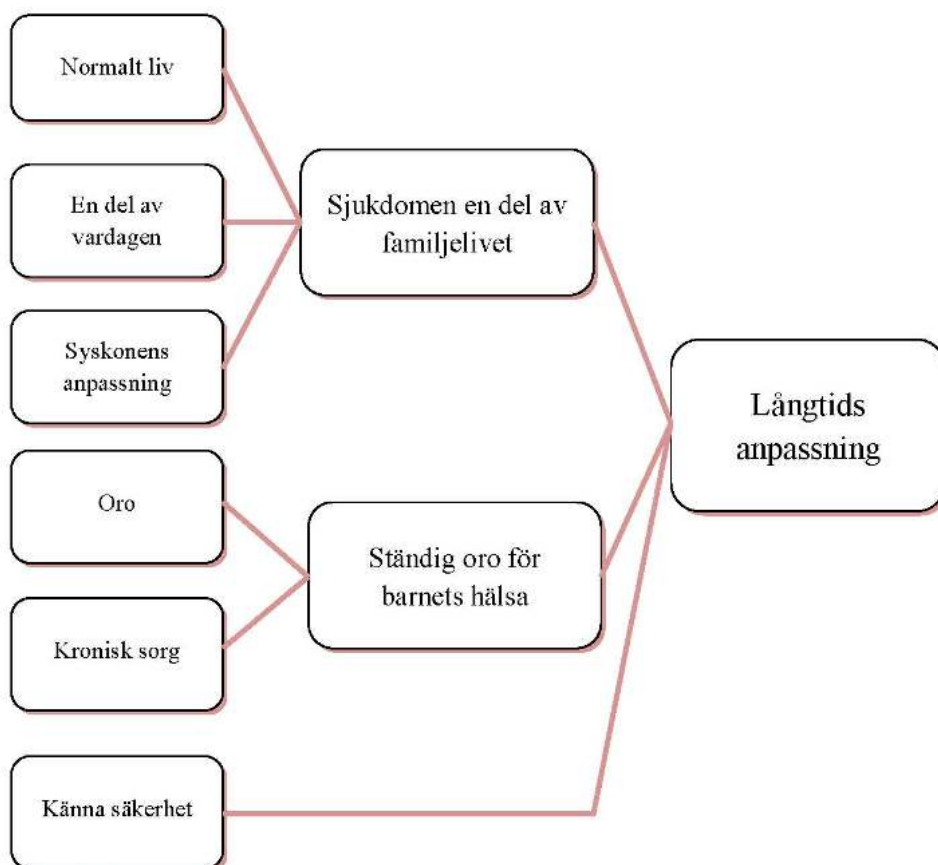 Normalt liv
En del av
vardagen
Syskonens
anpassning
Oro
Kronisk sorg
Känna säkerhet
Sjukdomen en del av
familjelivet
Ständig oro för
barnets hälsa
Långtids
anpassning